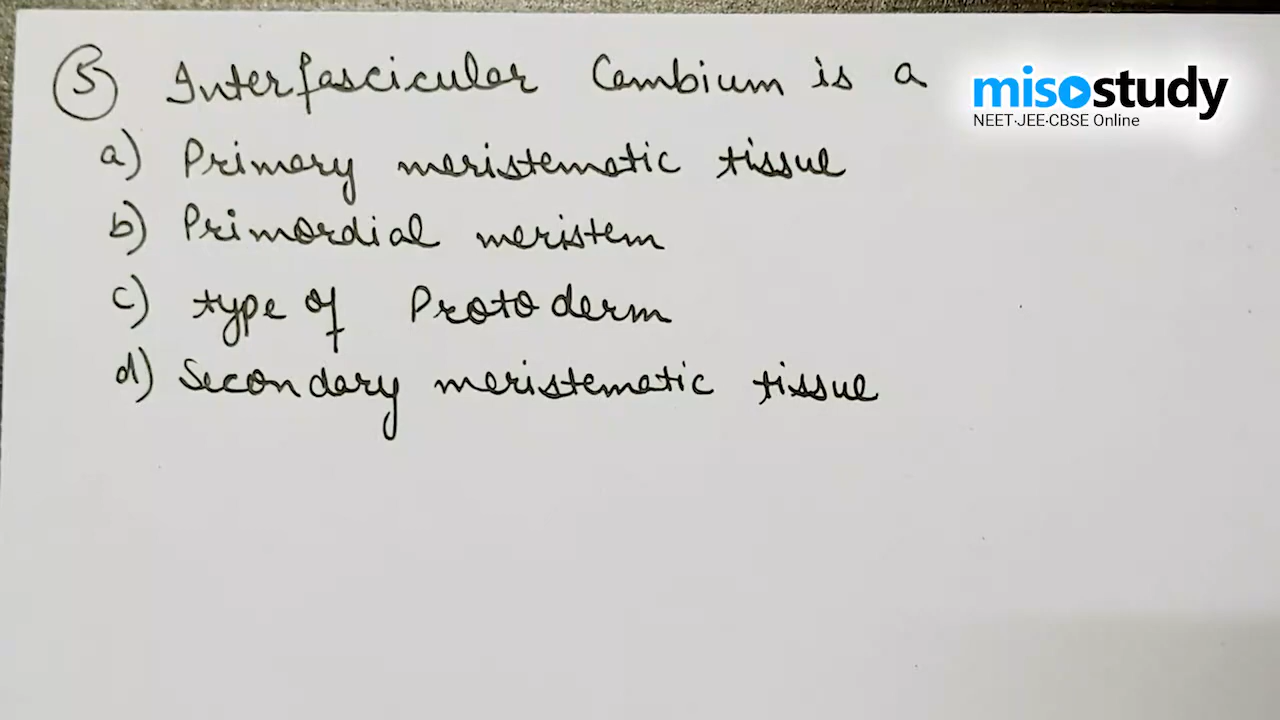 5 Interfascicular Cambium is a
misostudy
NEET·JEE·CBSE Online
a) Primary meristematic tissue
b) Primordial meristem
c) type of Protoderm
d) Secondary meristematic tissue